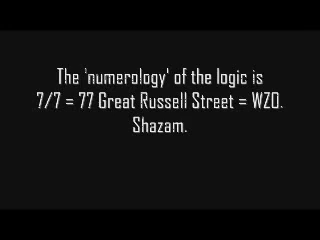 The 'numerology' of the logic is
7/7 = 77 Great Russell Street = WZO.
Shazam.